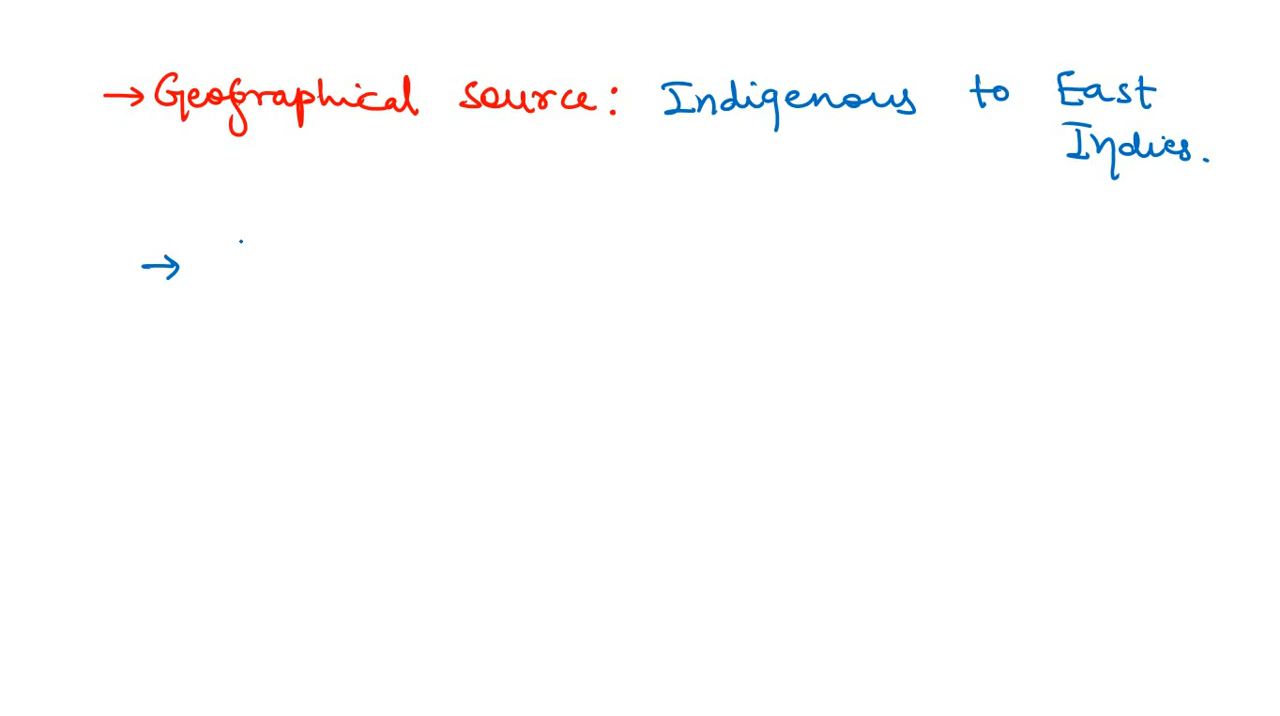 → Geographical source: Indigenous to East
Indies.
→